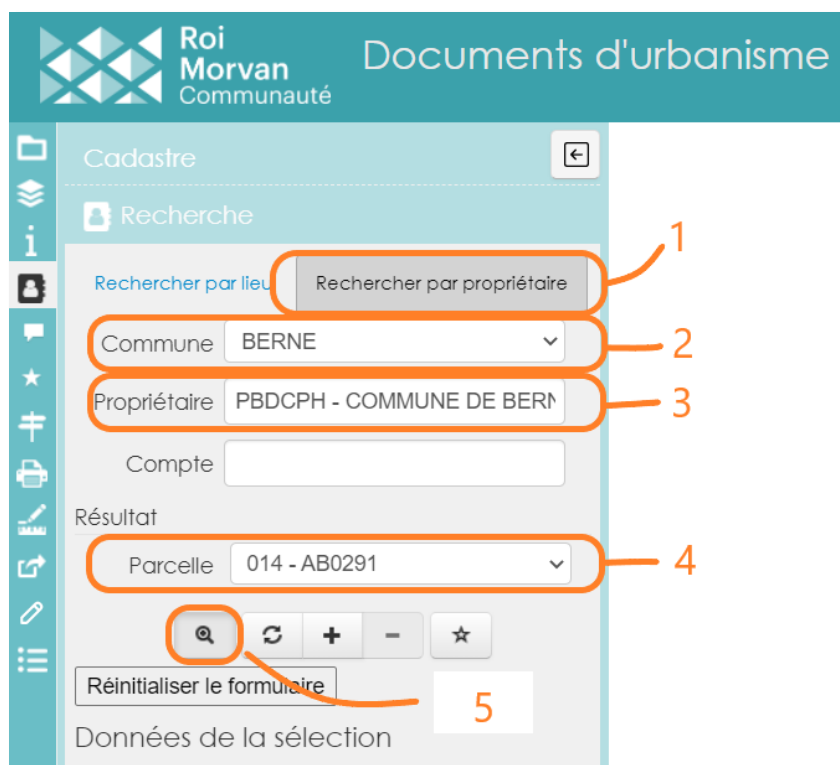 Roi
Morvan
Communauté
Documents d'urbanisme
Cadastre
Recherche
Rechercher par lieu
Rechercher par propriétaire
1
Commune BERNE
2
Propriétaire PBDCPH - COMMUNE DE BERN
3
Compte
Résultat
Parcelle 014 - AB0291
4
Réinitialiser le formulaire
5
Données de la sélection